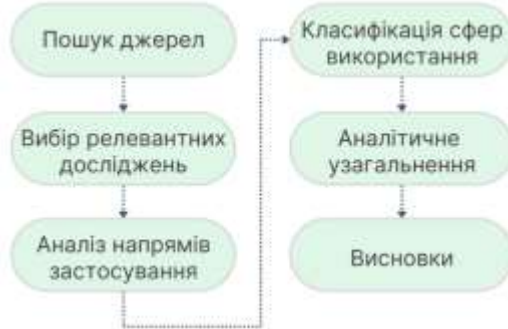 Пошук джерел
Вибір релевантних
досліджень
Аналіз напрямів
застосування
Класифікація сфер
використання
Аналітичне
узагальнення
Висновки